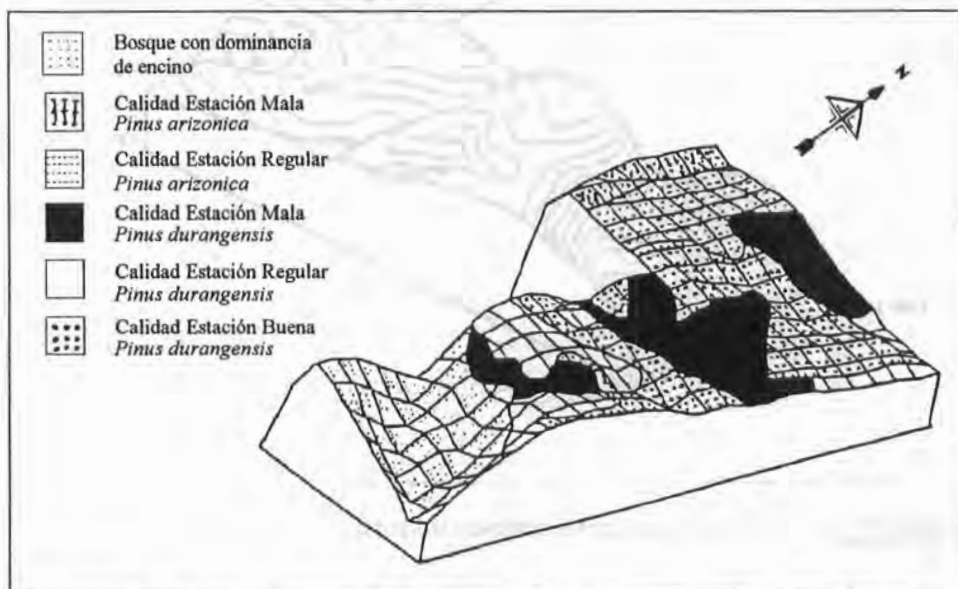 Bosque con dominancia
de encino
Calidad Estación Mala
Pinus arizonica
Calidad Estación Regular
Pinus arizonica
Calidad Estación Mala
Pinus durangensis
Calidad Estación Regular
Pinus durangensis
Calidad Estación Buena
Pinus durangensis
N